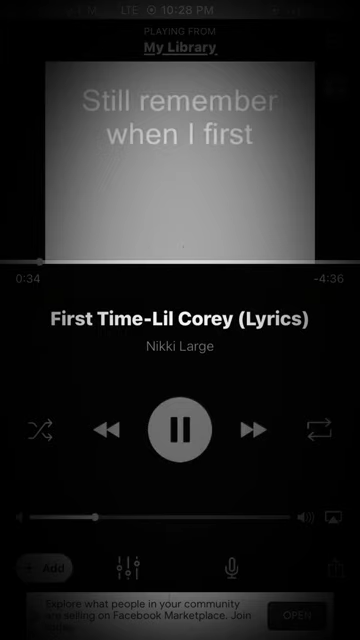 LTE 10:28 PM
PLAYING FROM
My Library
Still remember
when I first
0:34
-4:36
First Time-Lil Corey (Lyrics)
Nikki Large
+ Add
Explore what people in your community
are selling on Facebook Marketplace. Join
OPEN